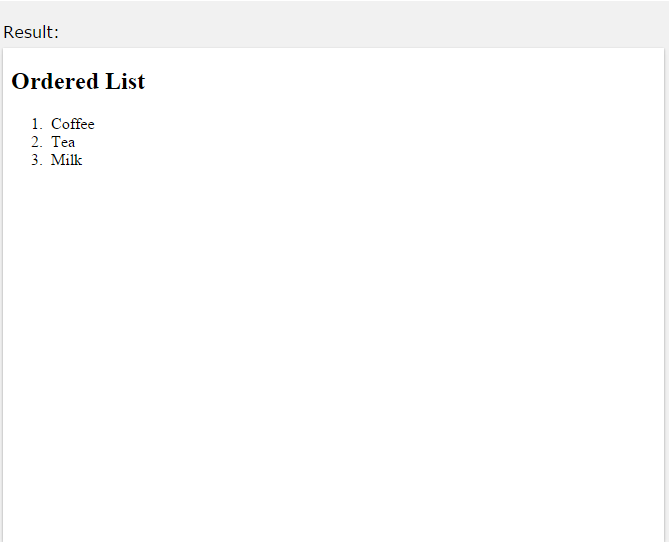 Result:
Ordered List
1. Coffee
2. Tea
3. Milk